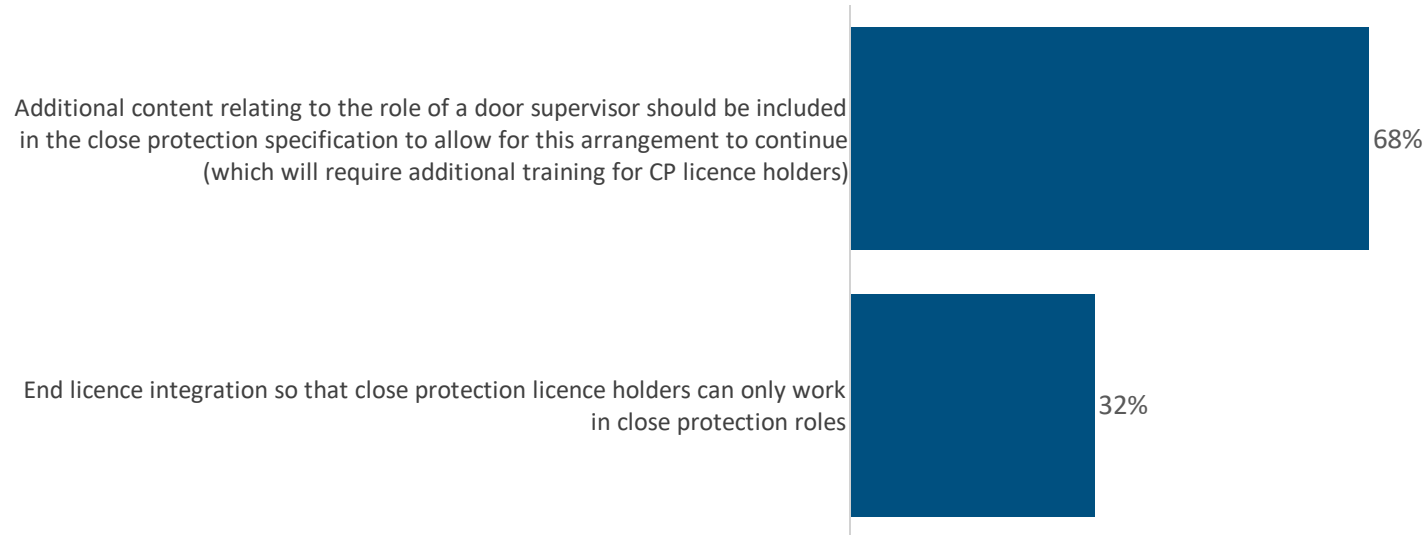 Additional content relating to the role of a door supervisor should be included
in the close protection specification to allow for this arrangement to continue
(which will require additional training for CP licence holders)
68%
End licence integration so that close protection licence holders can only work
in close protection roles
32%